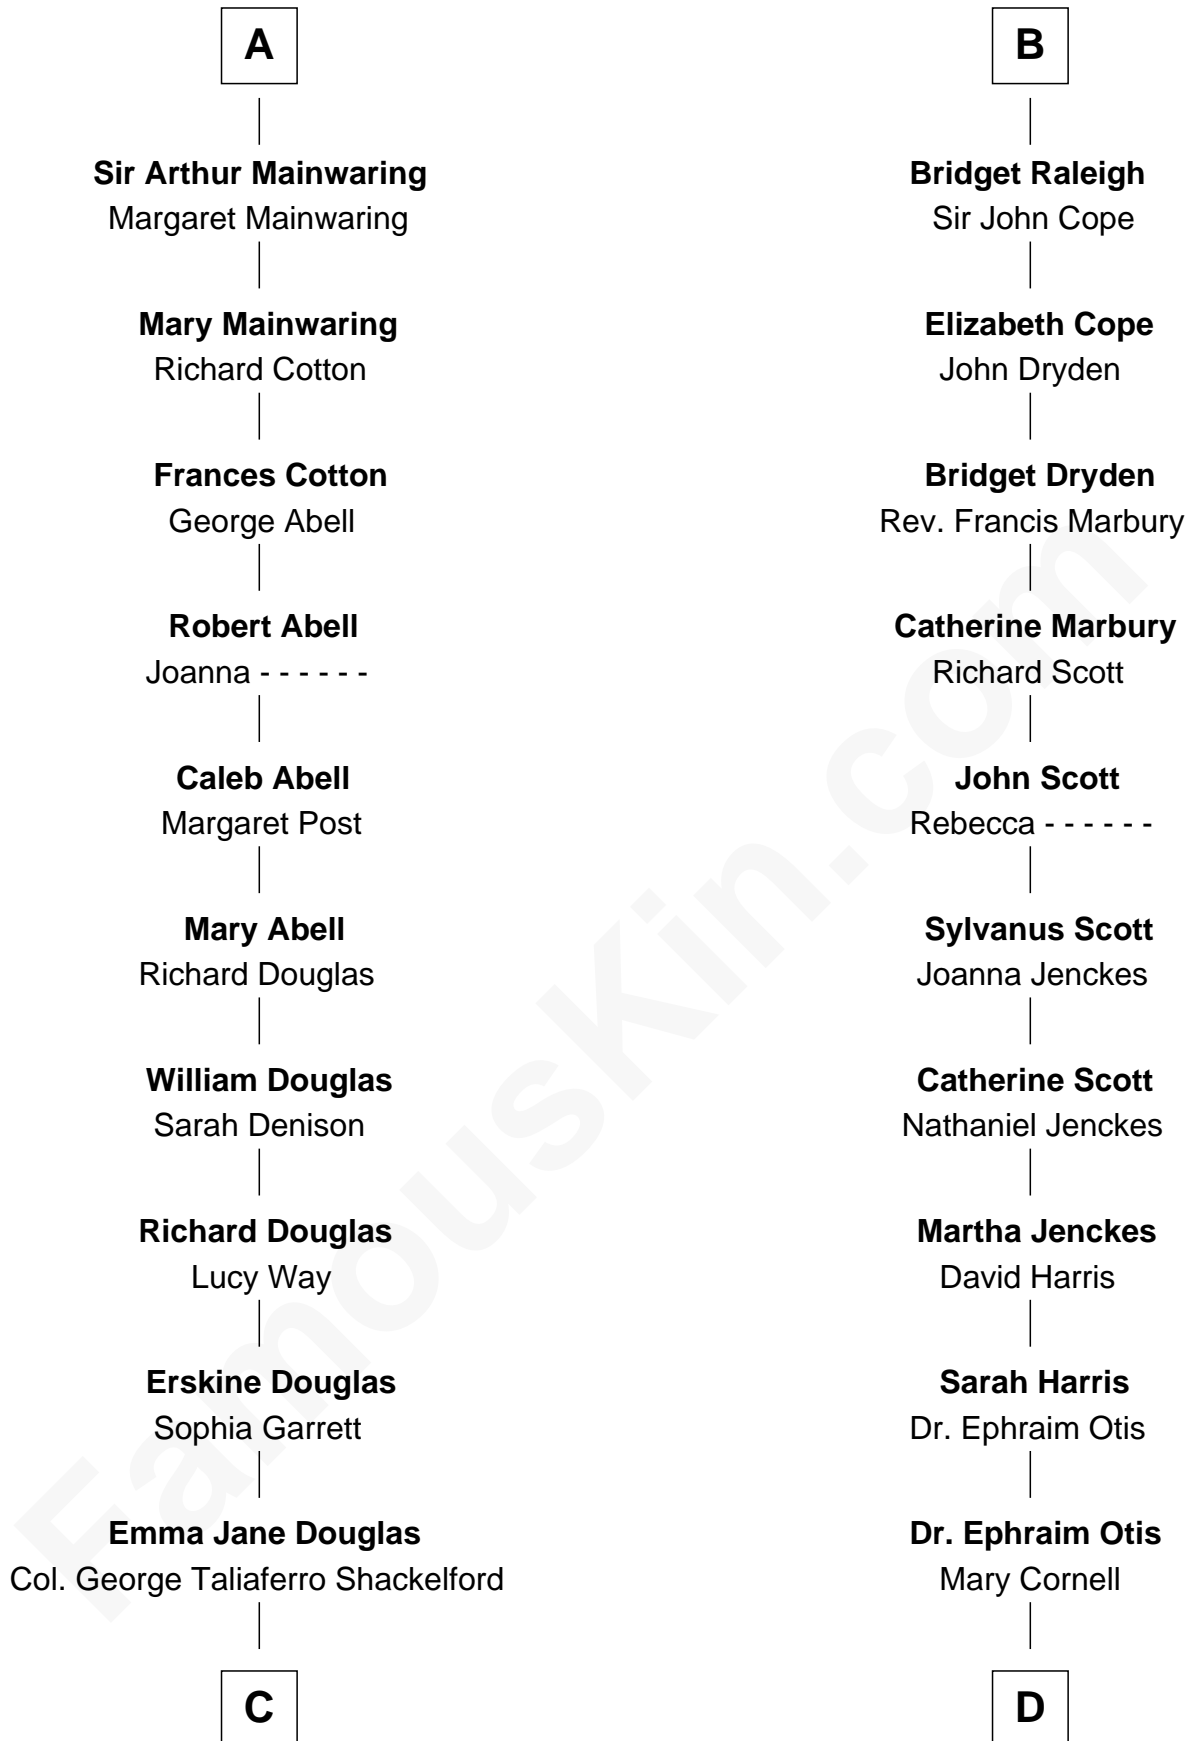 A
Sir Arthur Mainwaring
Margaret Mainwaring
Mary Mainwaring
Richard Cotton
Frances Cotton
George Abell
Robert Abell
Joanna - - - - - -
Caleb Abell
Margaret Post
Mary Abell
Richard Douglas
William Douglas
Sarah Denison
Richard Douglas
Lucy Way
Erskine Douglas
Sophia Garrett
Emma Jane Douglas
Col. George Taliaferro Shackelford
C
B
Bridget Raleigh
Sir John Cope
Elizabeth Cope
John Dryden
Bridget Dryden
Rev. Francis Marbury
Catherine Marbury
Richard Scott
John Scott
Rebecca - - - - - -
Sylvanus Scott
Joanna Jenckes
Catherine Scott
Nathaniel Jenckes
Martha Jenckes
David Harris
Sarah Harris
Dr. Ephraim Otis
Dr. Ephraim Otis
Mary Cornell
D
FamousKin.com